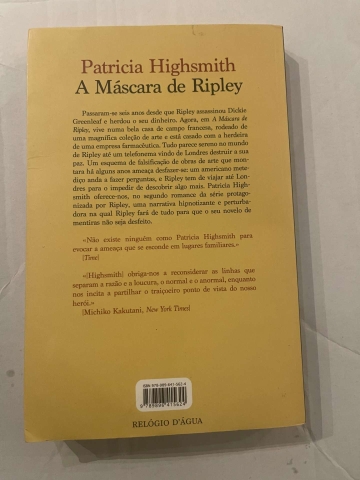 Patricia Highsmith
A Máscara de Ripley
Passaram-se seis anos desde que Ripley assassinou Dickie
Greenleaf e herdou o seu dinheiro. Agora, em A Máscara de
Ripley, vive numa bela casa de campo francesa, rodeado de
uma magnífica coleção de arte e está casado com a herdeira
de uma empresa farmacêutica. Tudo parece sereno no mundo
de Ripley até um telefonema vindo de Londres destruir a sua
paz. Um esquema de falsificação de obras de arte que mon-
tara há alguns anos ameaça desfazer-se: um americano mete-
diço anda a fazer perguntas, e Ripley tem de viajar até Lon-
dres para o impedir de descobrir algo mais. Patricia High-
smith oferece-nos, no segundo romance da série protago-
nizada por Ripley, uma narrativa hipnotizante e perturba-
dora na qual Ripley fará de tudo para que o seu novelo de
mentiras não seja desfeito.
«Não existe ninguém como Patricia Highsmith para
evocar a ameaça que se esconde em lugares familiares.»
[Time]
«[Highsmith] obriga-nos a reconsiderar as linhas que
separam a razão e a loucura, o normal e o anormal, enquanto
nos incita a partilhar o traiçoeiro ponto de vista do nosso
herói.»
[Michiko Kakutani, New York Times]
RELÓGIO D'ÁGUA